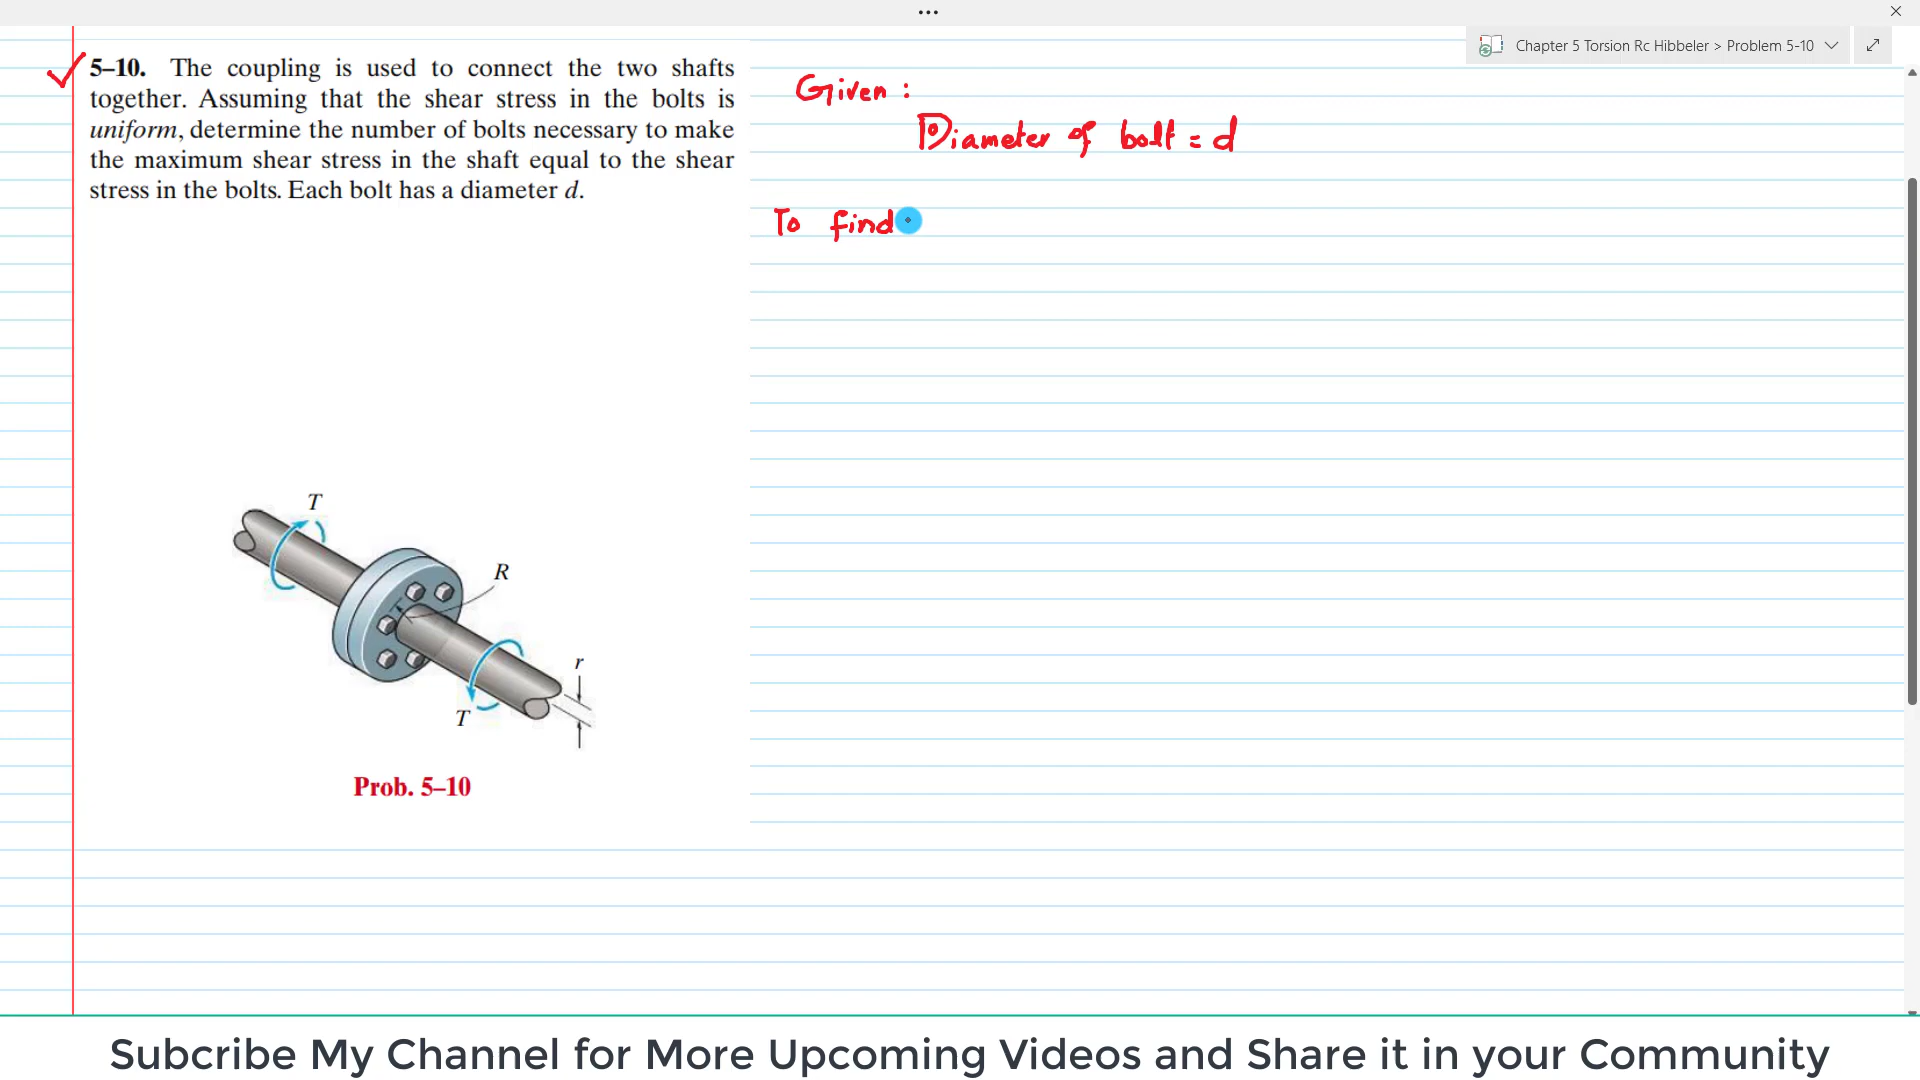 ...
Chapter 5 Torsion Rc Hibbeler > Problem 5-10
5–10. The coupling is used to connect the two shafts
together. Assuming that the shear stress in the bolts is
uniform, determine the number of bolts necessary to make
the maximum shear stress in the shaft equal to the shear
stress in the bolts. Each bolt has a diameter d.
Given :
Diameter of bolt = d
To find
T
R
r
T
Prob. 5–10
Subcribe My Channel for More Upcoming Videos and Share it in your Community